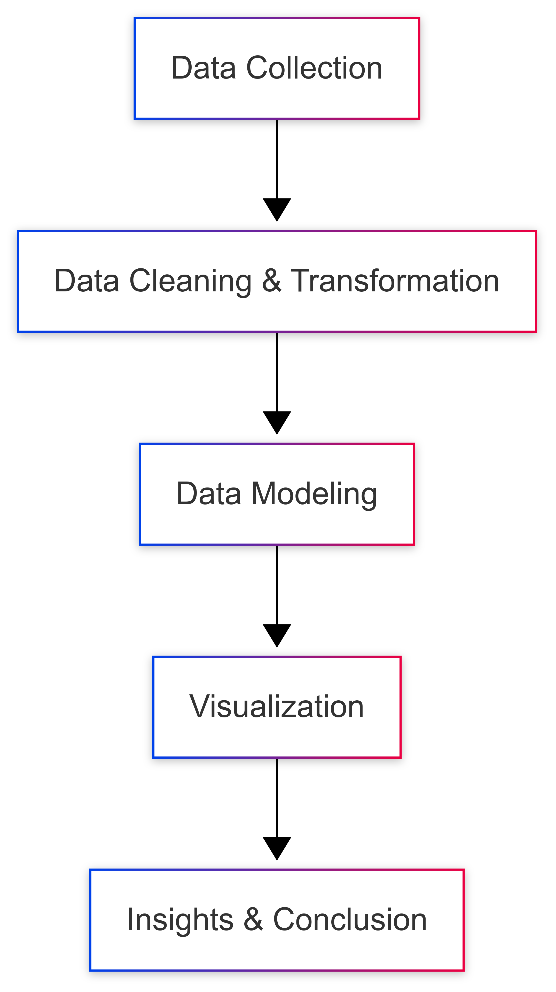 Data Collection
Data Cleaning & Transformation
Data Modeling
Visualization
Insights & Conclusion